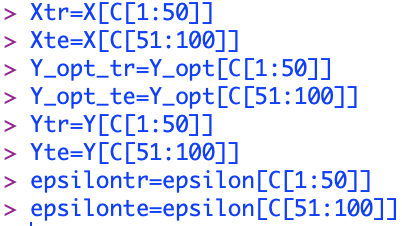 > Xtr=X[C[1:50]]
> Xte=X[C[51:100]]
> Y_opt_tr=Y_opt[C[1:50]]
> Y_opt_te=Y_opt[C[51:100]]
> Ytr=Y[C[1:50]]
> Yte=Y[C[51:100]]
> epsilontr=epsilon[C[1:50]]
> epsilonte=epsilon[C[51:100]]